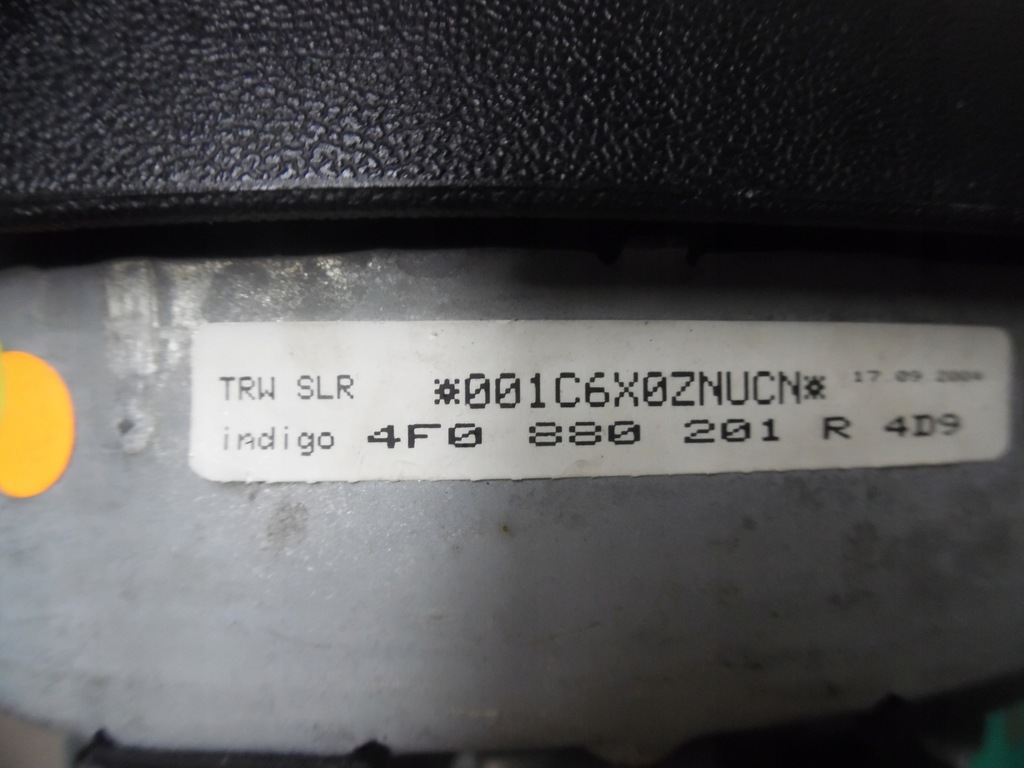 TRW SLR *001C6X0ZNUCN* 17.09.2004
indigo 4F0 880 201 R 4D9